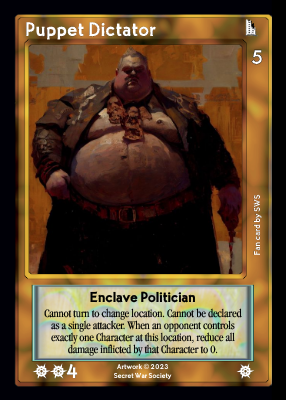 Puppet Dictator
5
Fan card by SWS
Enclave Politician
Cannot turn to change location. Cannot be declared
as a single attacker. When an opponent controls
exactly one Character at this location, reduce all
damage inflicted by that Character to 0.
4
Artwork © 2023
Secret War Society